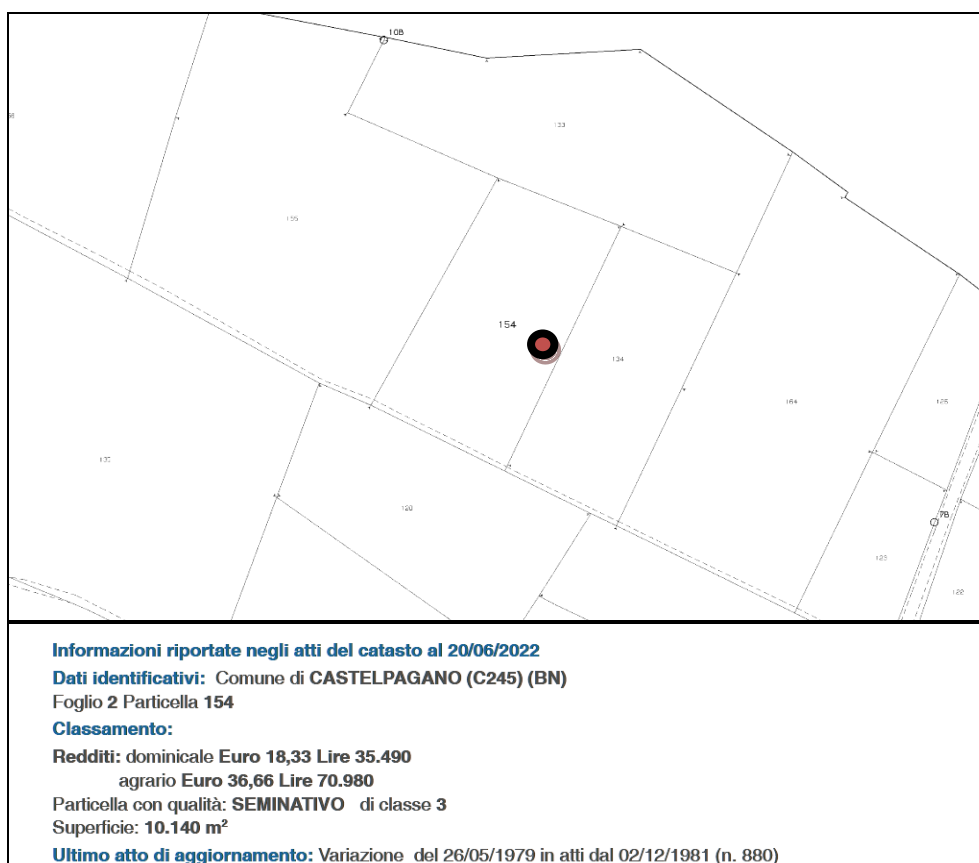 10B
133
155
154
134
164
125
7B
120
123
122
Informazioni riportate negli atti del catasto al 20/06/2022
Dati identificativi: Comune di CASTELPAGANO (C245) (BN)
Foglio 2 Particella 154
Classamento:
Redditi: dominicale Euro 18,33 Lire 35.490
agrario Euro 36,66 Lire 70.980
Particella con qualità: SEMINATIVO di classe 3
Superficie: 10.140 m²
Ultimo atto di aggiornamento: Variazione del 26/05/1979 in atti dal 02/12/1981 (n. 880)